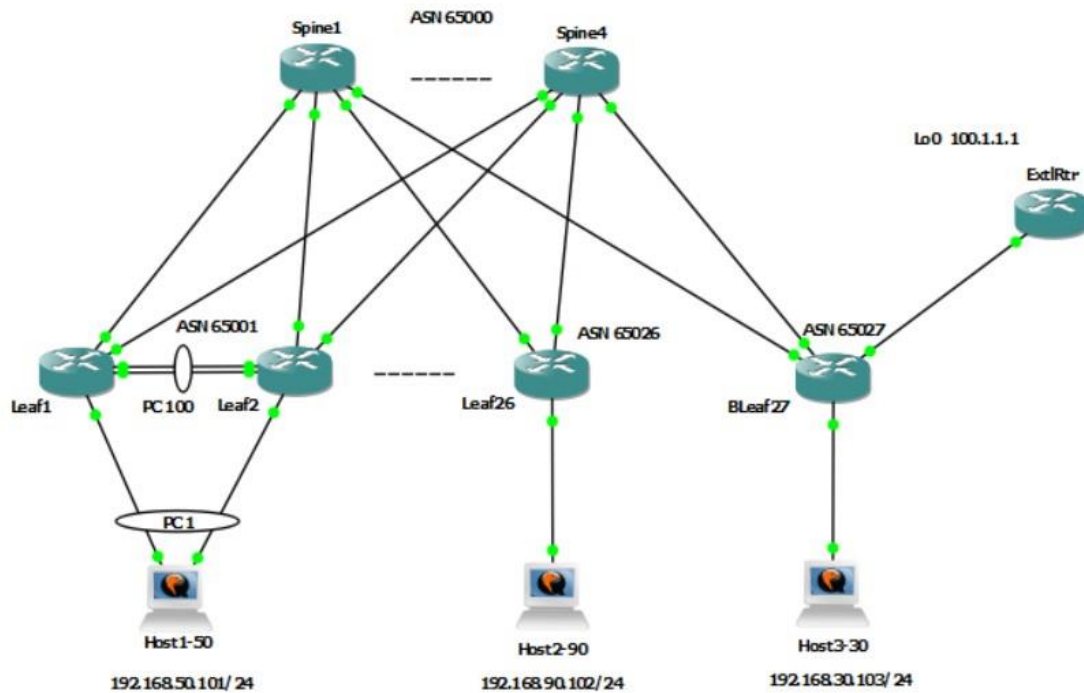 ASN 65000
Spine1
Spine4
Lo0 100.1.1.1
ExtlRtr
ASN 65001
ASN 65026
ASN 65027
Leaf1
PC100
Leaf2
Leaf26
BLeaf27
PC1
Host1-50
Host2-90
Host3-30
192.168.50.101/24
192.168.90.102/24
192.168.30.103/24